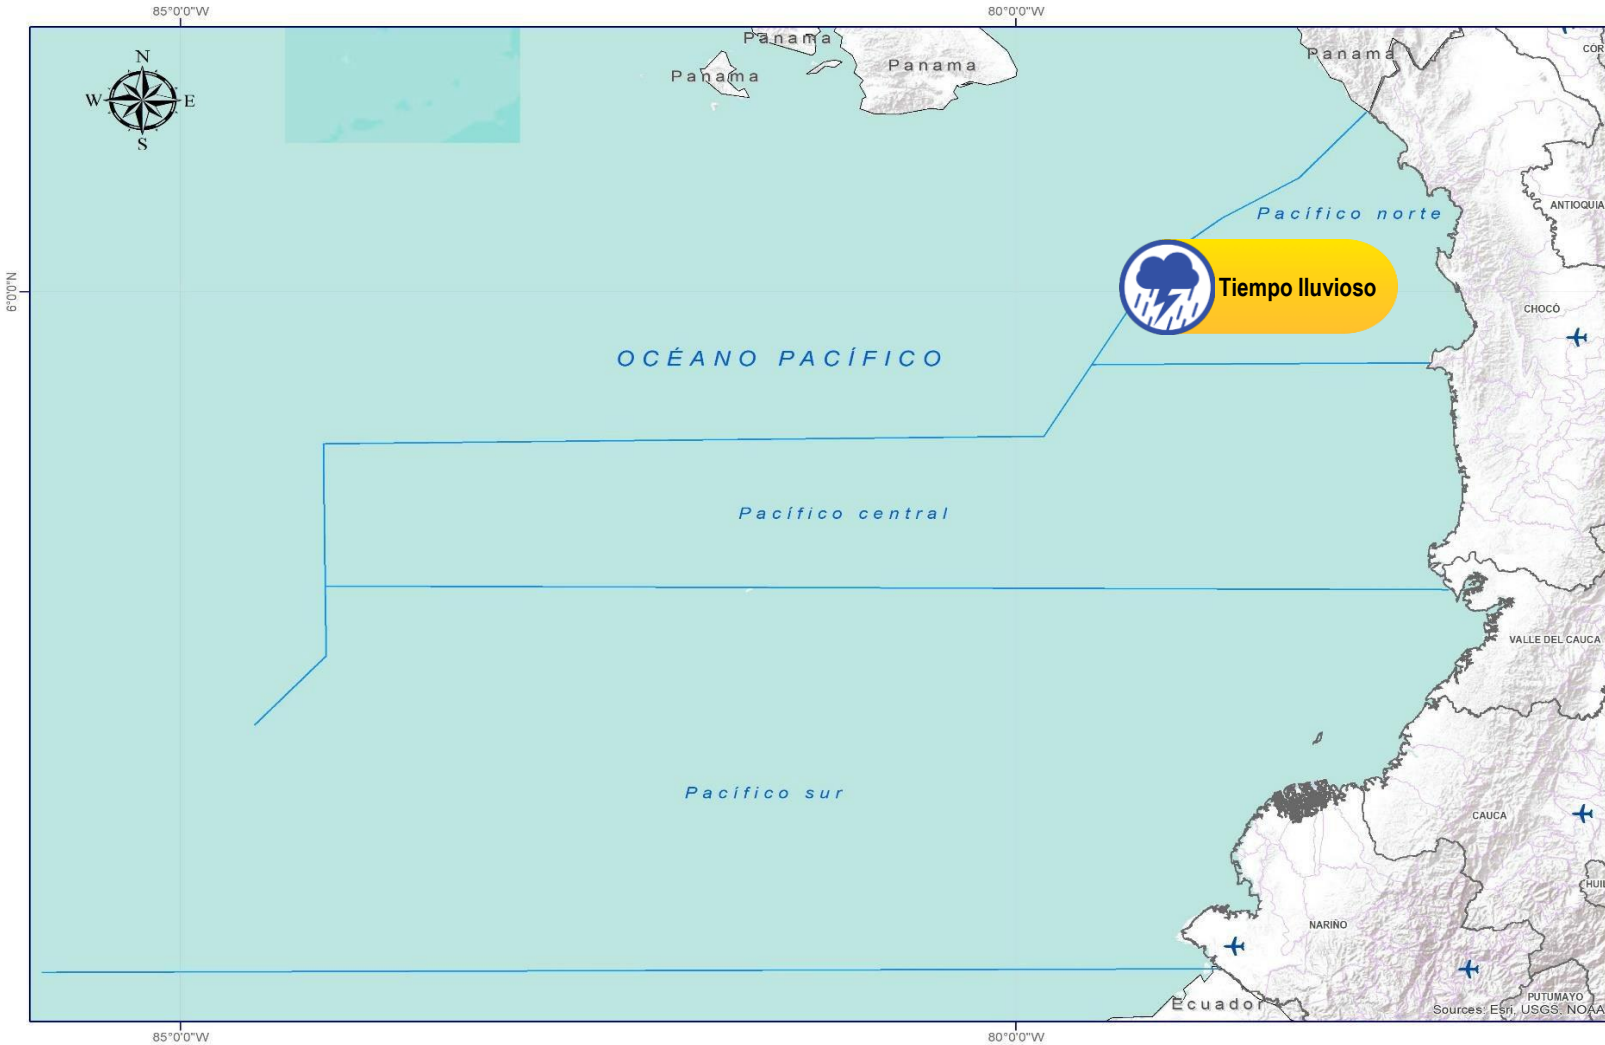 85°0'0"W
80°0'0"W
N
W
E
S
Panama
Panama
Panama
Panama
COR
ANTIOQUIA
Pacífico norte
6°0'0"N
Tiempo lluvioso
CHOCÓ
OCÉANO PACÍFICO
Pacífico central
VALLE DEL CAUCA
Pacífico sur
CAUCA
HUIL
NARIÑO
PUTUMAYO
Ecuador
Sources: Esri, USGS, NOAA
85°0'0"W
80°0'0"W